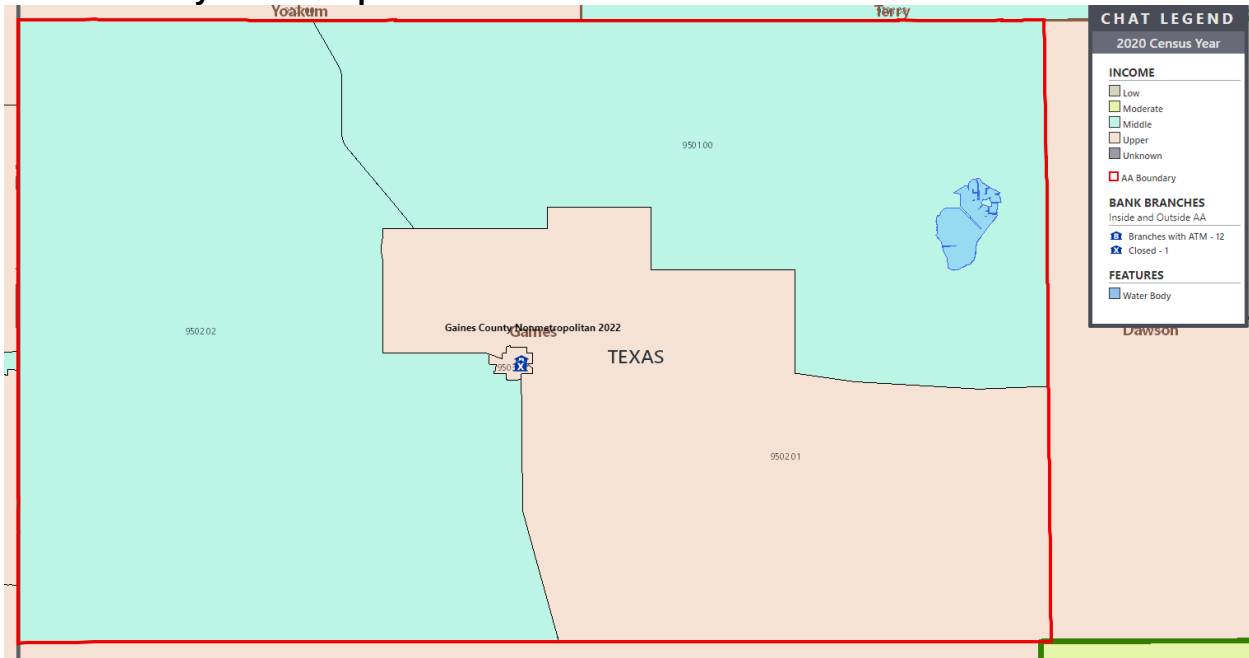 Yoakum
Terry
CHAT LEGEND
2020 Census Year
INCOME
Low
Moderate
Middle
Upper
Unknown
AA Boundary
BANK BRANCHES
Inside and Outside AA
Branches with ATM - 12
Closed - 1
FEATURES
Water Body
9501.00
9502.02
Gaines County Nonmetropolitan 2022
Gaines
TEXAS
Dawson
9502.01